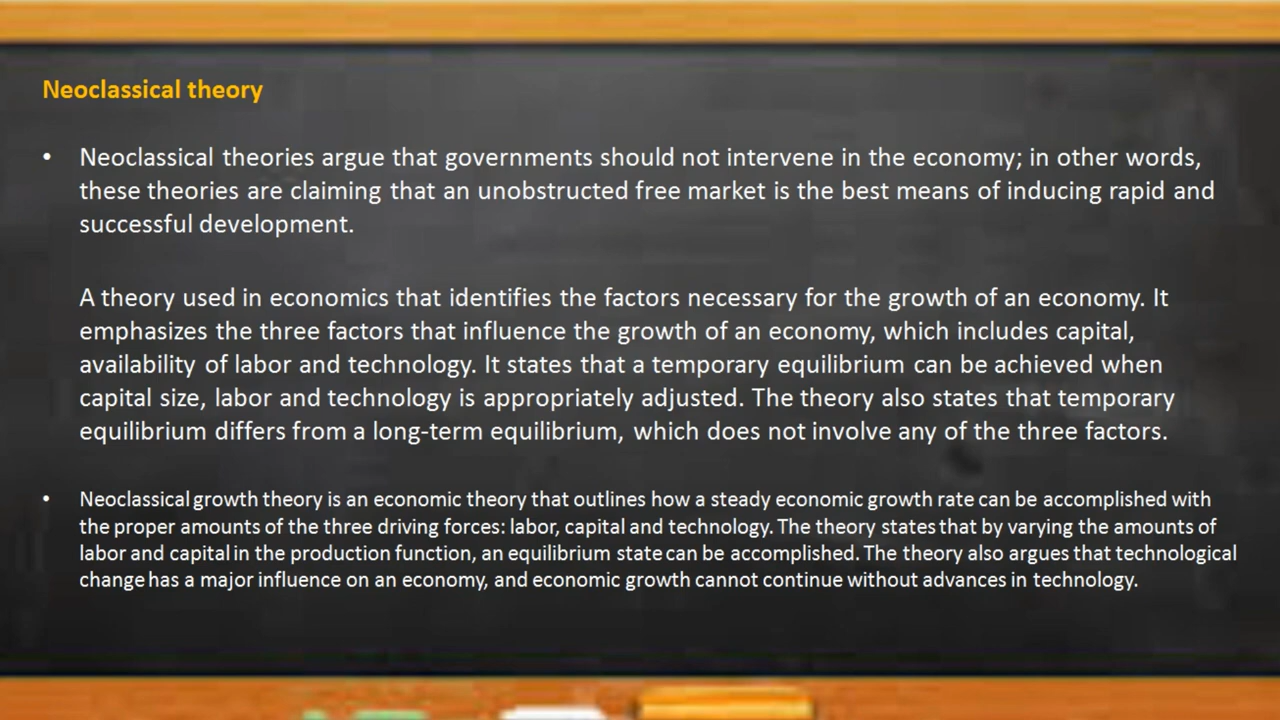 Neoclassical theory
• Neoclassical theories argue that governments should not intervene in the economy; in other words,
these theories are claiming that an unobstructed free market is the best means of inducing rapid and
successful development.
A theory used in economics that identifies the factors necessary for the growth of an economy. It
emphasizes the three factors that influence the growth of an economy, which includes capital,
availability of labor and technology. It states that a temporary equilibrium can be achieved when
capital size, labor and technology is appropriately adjusted. The theory also states that temporary
equilibrium differs from a long-term equilibrium, which does not involve any of the three factors.
• Neoclassical growth theory is an economic theory that outlines how a steady economic growth rate can be accomplished with
the proper amounts of the three driving forces: labor, capital and technology. The theory states that by varying the amounts of
labor and capital in the production function, an equilibrium state can be accomplished. The theory also argues that technological
change has a major influence on an economy, and economic growth cannot continue without advances in technology.